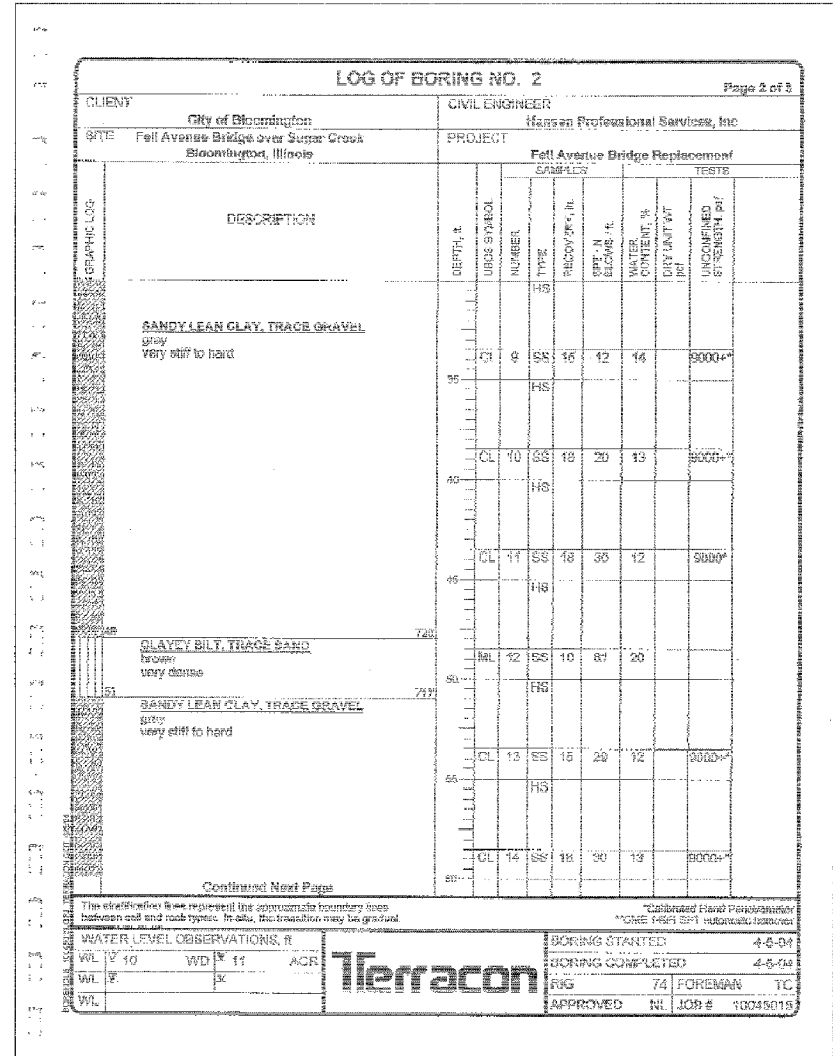 LOG OF BORING NO. 2
Page 2 of 3
CLIENT
City of Bloomington
CIVIL ENGINEER
Hansen Professional Services, Inc
SITE Fell Avenue Bridge over Sugar Creek
Bloomington, Illinois
PROJECT
Fell Avenue Bridge Replacement
SAMPLES TESTS
GRAPHIC LOG
DESCRIPTION
DEPTH, ft.
USCS SYMBOL
NUMBER
TYPE
RECOVERY, in.
SPT - N
BLOWS / ft.
WATER
CONTENT, %
DRY UNIT WT
pcf
UNCONFINED
STRENGTH, psf
HS
SANDY LEAN CLAY, TRACE GRAVEL
gray
very stiff to hard
CL 9 SS 15 12 14 9000+*
35
HS
CL 10 SS 18 20 13 9000+*
40
HS
CL 11 SS 18 30 12 9000*
45
HS
48 720
CLAYEY SILT, TRACE SAND
brown
very dense
ML 12 SS 10 61 20
50
HS
51 717
SANDY LEAN CLAY, TRACE GRAVEL
gray
very stiff to hard
CL 13 SS 15 29 12 9000+*
55
HS
CL 14 SS 18 30 13 9000+*
60
Continued Next Page
The stratification lines represent the approximate boundary lines
between soil and rock types: in-situ, the transition may be gradual.
*Calibrated Hand Penetrometer
**CME 140H SPT automatic hammer
WATER LEVEL OBSERVATIONS, ft
WL 10 WD 11 ACR
WL
WL
Terracon
BORING STARTED
BORING COMPLETED
RIG 74 FOREMAN TC
APPROVED NL JOB # 10045015